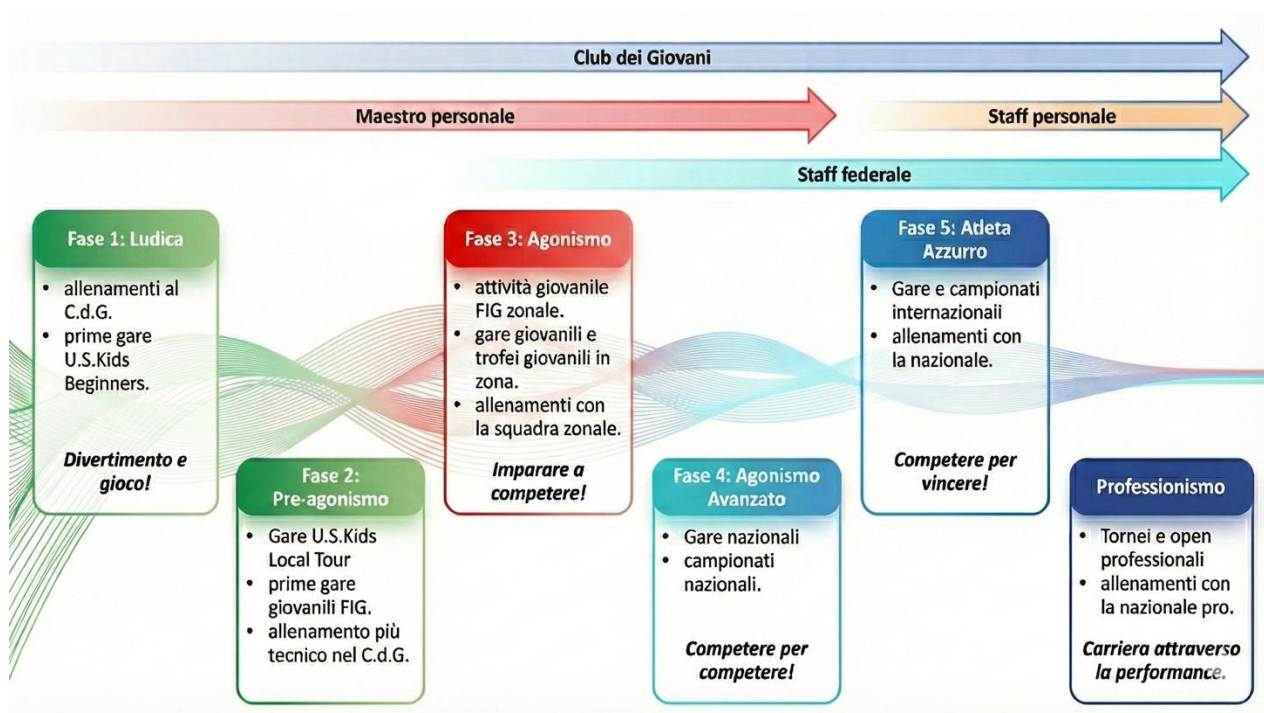 Club dei Giovani
Maestro personale
Staff personale
Staff federale
Fase 1: Ludica
• allenamenti al
C.d.G.
• prime gare
U.S.Kids
Beginners.
Divertimento e
gioco!
Fase 2:
Pre-agonismo
• Gare U.S.Kids
Local Tour
• prime gare
giovanili FIG.
• allenamento più
tecnico nel C.d.G.
Fase 3: Agonismo
• attività giovanile
FIG zonale.
• gare giovanili e
trofei giovanili in
zona.
• allenamenti con
la squadra zonale.
Imparare a
competere!
Fase 4: Agonismo
Avanzato
• Gare nazionali
• campionati
nazionali.
Competere per
competere!
Fase 5: Atleta
Azzurro
• Gare e campionati
internazionali
• allenamenti con
la nazionale.
Competere per
vincere!
Professionismo
• Tornei e open
professionali
• allenamenti con
la nazionale pro.
Carriera attraverso
la performance.